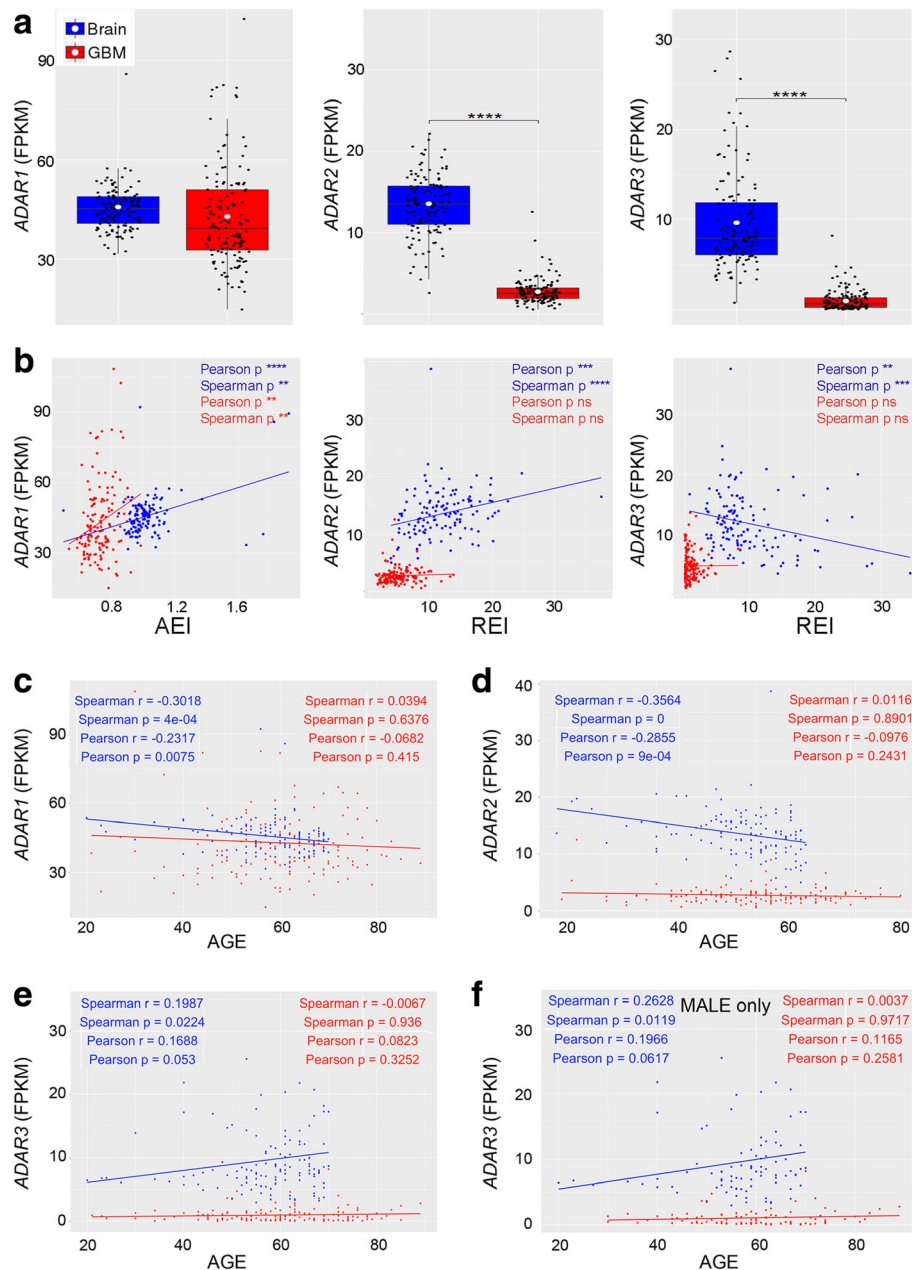 a
Brain
GBM
ADAR1 (FPKM)
90
60
30
ADAR2 (FPKM)
30
20
10
****
ADAR3 (FPKM)
30
20
10
****
b
ADAR1 (FPKM)
90
60
30
0.8 1.2 1.6
AEI
Pearson p ****
Spearman p **
Pearson p **
Spearman p **
ADAR2 (FPKM)
30
20
10
10 20 30
REI
Pearson p ***
Spearman p ****
Pearson p ns
Spearman p ns
ADAR3 (FPKM)
30
20
10
10 20 30
REI
Pearson p **
Spearman p ***
Pearson p ns
Spearman p ns
c
Spearman r = -0.3018
Spearman p = 4e-04
Pearson r = -0.2317
Pearson p = 0.0075
Spearman r = 0.0394
Spearman p = 0.6376
Pearson r = -0.0682
Pearson p = 0.415
ADAR1 (FPKM)
90
60
30
20 40 60 80
AGE
d
Spearman r = -0.3564
Spearman p = 0
Pearson r = -0.2855
Pearson p = 9e-04
Spearman r = 0.0116
Spearman p = 0.8901
Pearson r = -0.0976
Pearson p = 0.2431
ADAR2 (FPKM)
40
30
20
10
0
20 40 60 80
AGE
e
Spearman r = 0.1987
Spearman p = 0.0224
Pearson r = 0.1688
Pearson p = 0.053
Spearman r = -0.0067
Spearman p = 0.936
Pearson r = 0.0823
Pearson p = 0.3252
ADAR3 (FPKM)
30
20
10
0
20 40 60 80
AGE
f
MALE only
Spearman r = 0.2628
Spearman p = 0.0119
Pearson r = 0.1966
Pearson p = 0.0617
Spearman r = 0.0037
Spearman p = 0.9717
Pearson r = 0.1165
Pearson p = 0.2581
ADAR3 (FPKM)
30
20
10
0
20 40 60 80
AGE